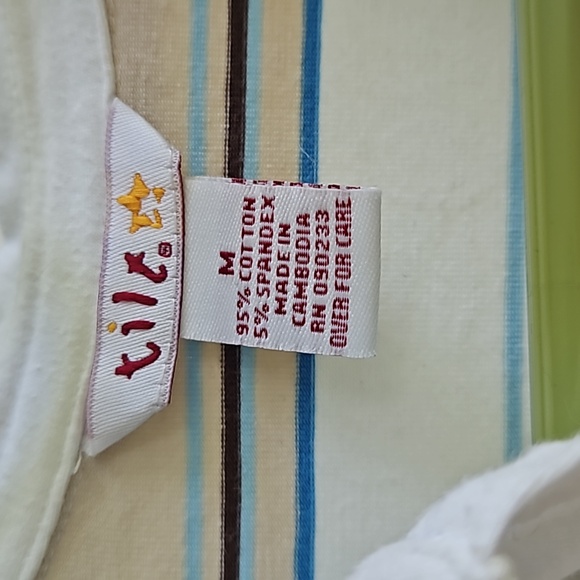 tilt
M
95% COTTON
5% SPANDEX
MADE IN
CAMBODIA
RN 090233
OVER FOR CARE